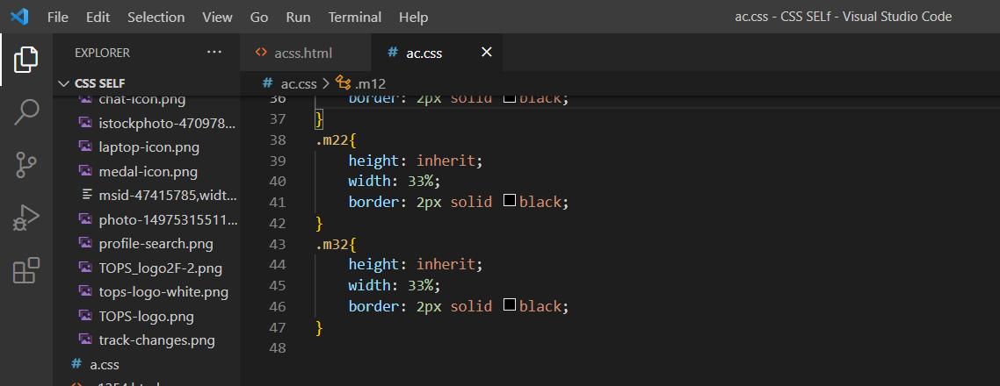 File Edit Selection View Go Run Terminal Help
ac.css - CSS SELf - Visual Studio Code
EXPLORER ···
CSS SELF
chat-icon.png
istockphoto-470978...
laptop-icon.png
medal-icon.png
msid-47415785,widt...
photo-14975315511...
profile-search.png
TOPS_logo2F-2.png
tops-logo-white.png
TOPS-logo.png
track-changes.png
# a.css
<> acss.html
# ac.css ×
# ac.css > .m12
36 border: 2px solid black;
37 }
38 .m22{
39 height: inherit;
40 width: 33%;
41 border: 2px solid black;
42 }
43 .m32{
44 height: inherit;
45 width: 33%;
46 border: 2px solid black;
47 }
48